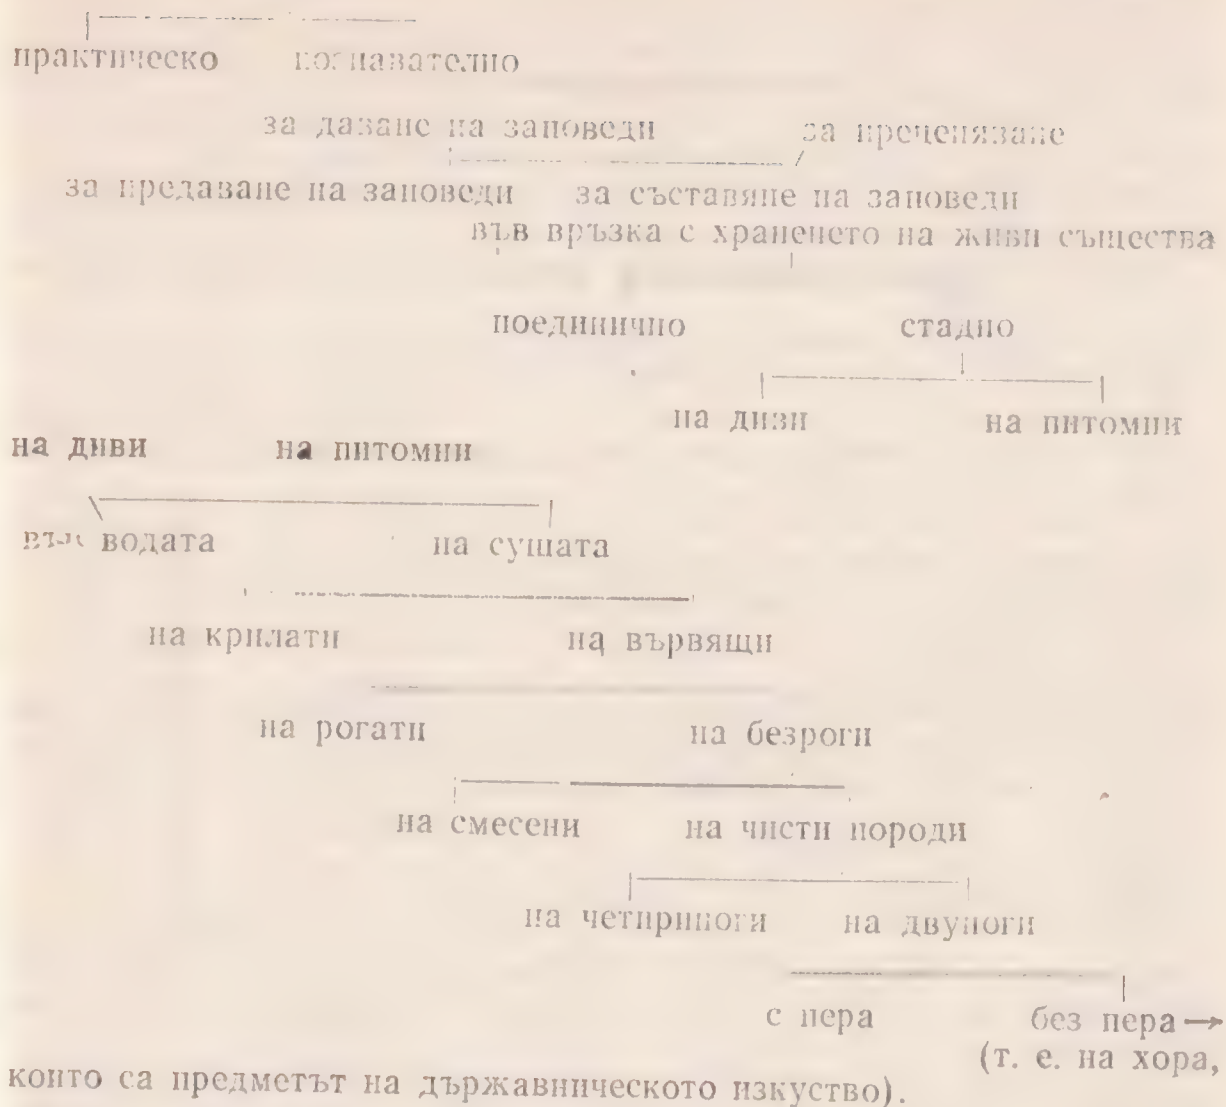 практическо познавателно
за даване на заповеди за преценяване
за предаване на заповеди за съставяне на заповеди
във връзка с храненето на живи същества
поединично стадно
на диви на питомни
на диви на питомни
във водата на сушата
на крилати на вървящи
на рогати на безроги
на смесени на чисти породи
на четириноги на двуноги
с пера без пера →
(т. е. на хора,
които са предметът на държавническото изкуство).